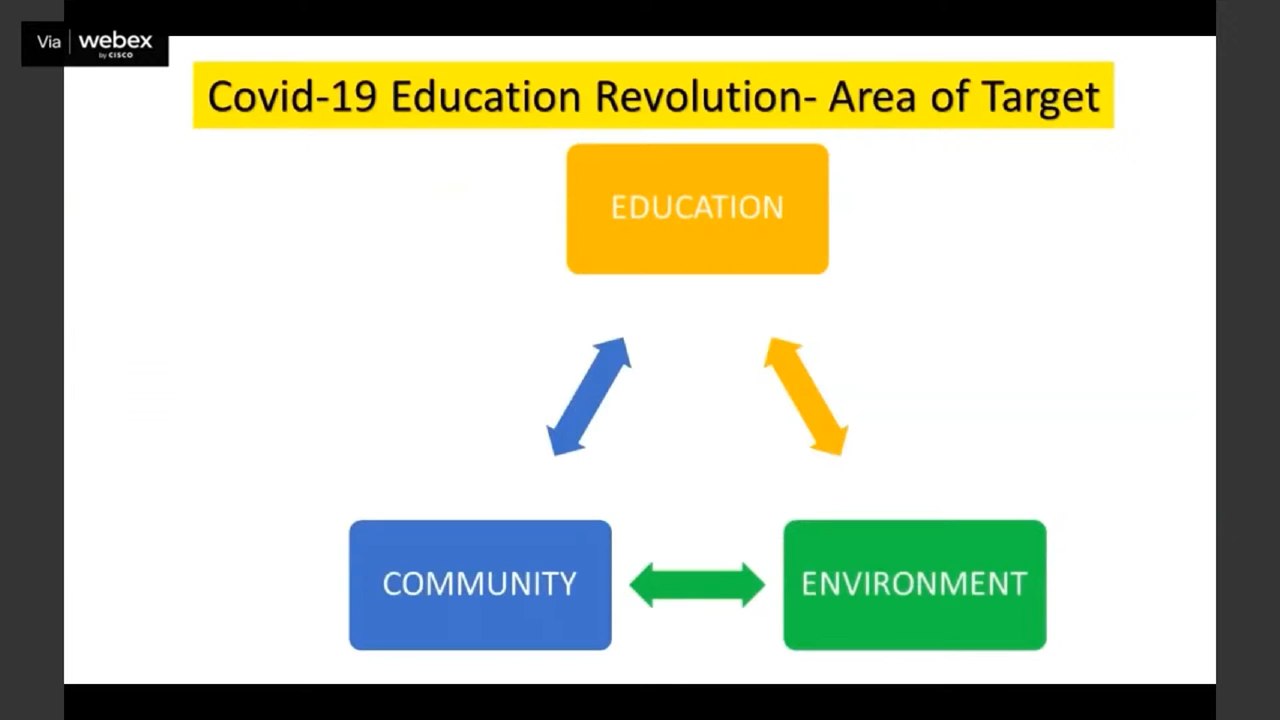 Via webex
by CISCO
Covid-19 Education Revolution- Area of Target
EDUCATION
COMMUNITY
ENVIRONMENT